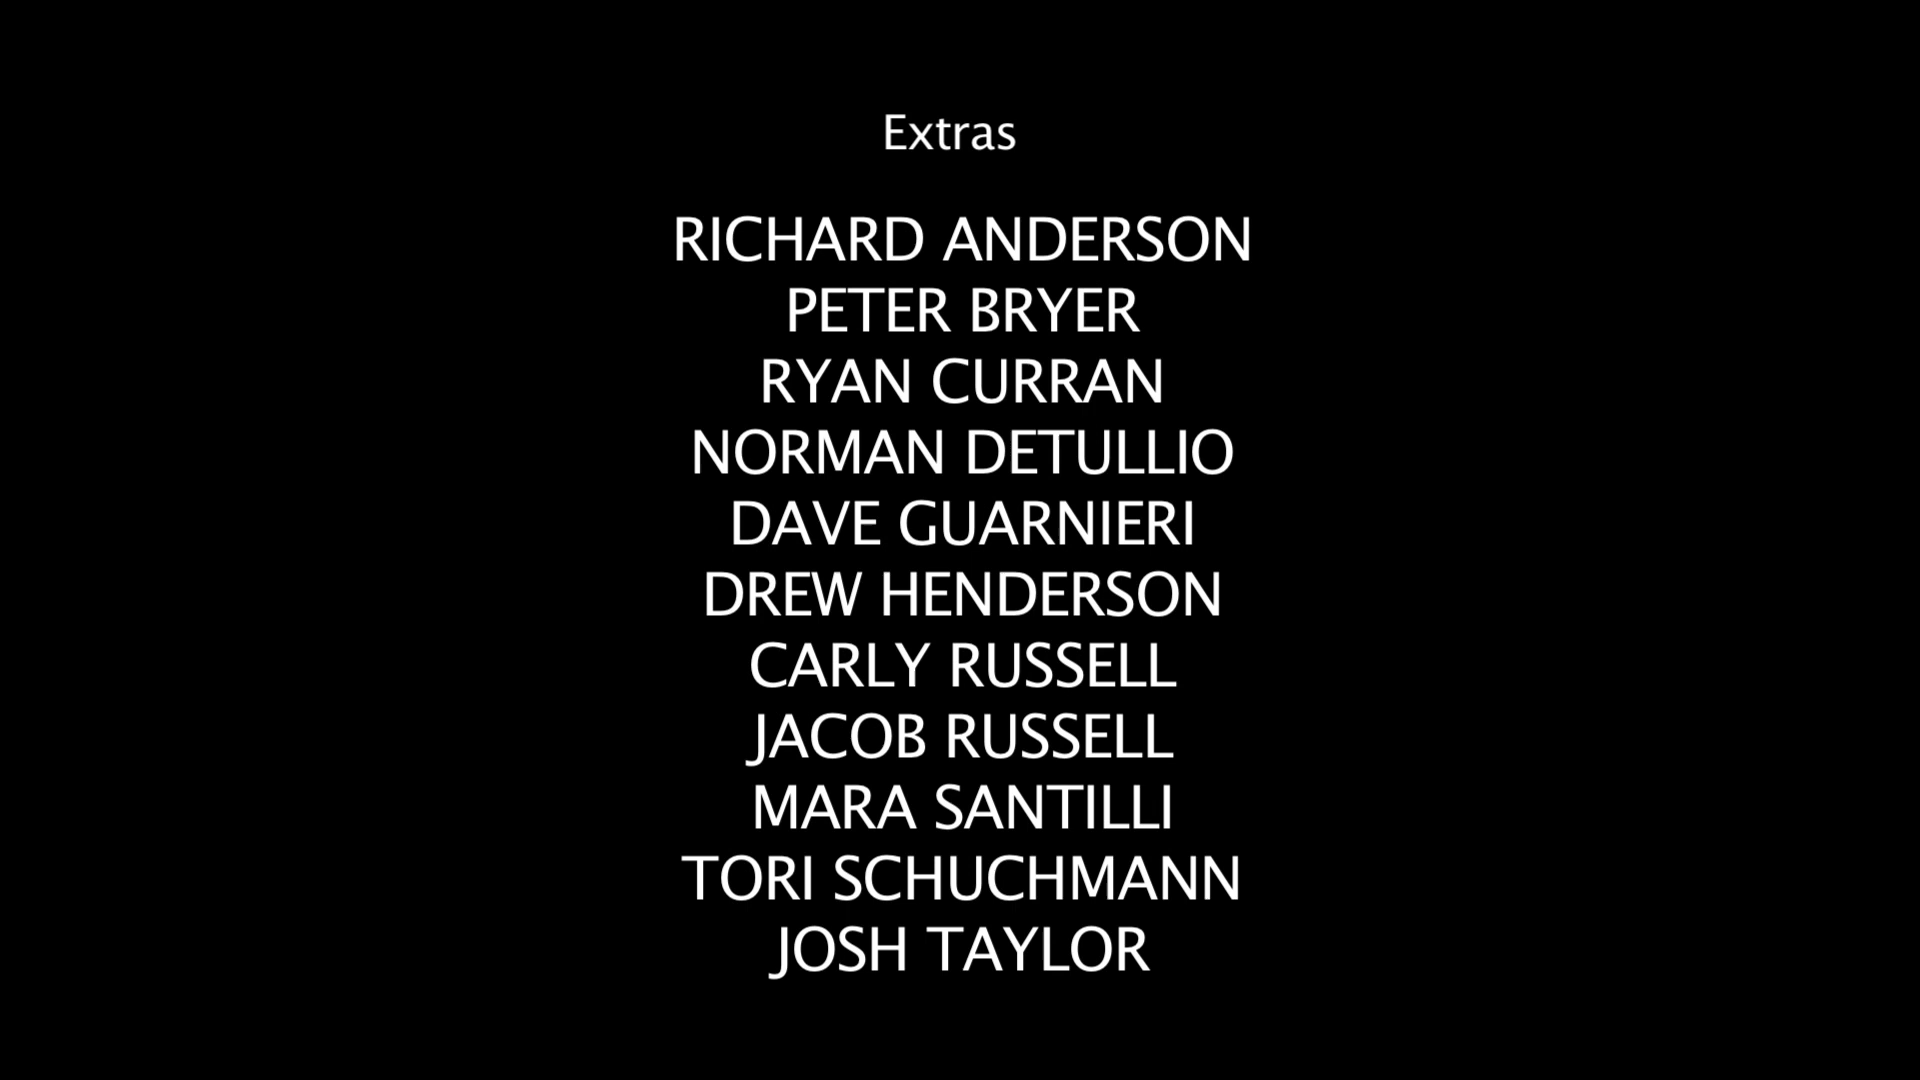 Extras
RICHARD ANDERSON
PETER BRYER
RYAN CURRAN
NORMAN DETULLIO
DAVE GUARNIERI
DREW HENDERSON
CARLY RUSSELL
JACOB RUSSELL
MARA SANTILLI
TORI SCHUCHMANN
JOSH TAYLOR